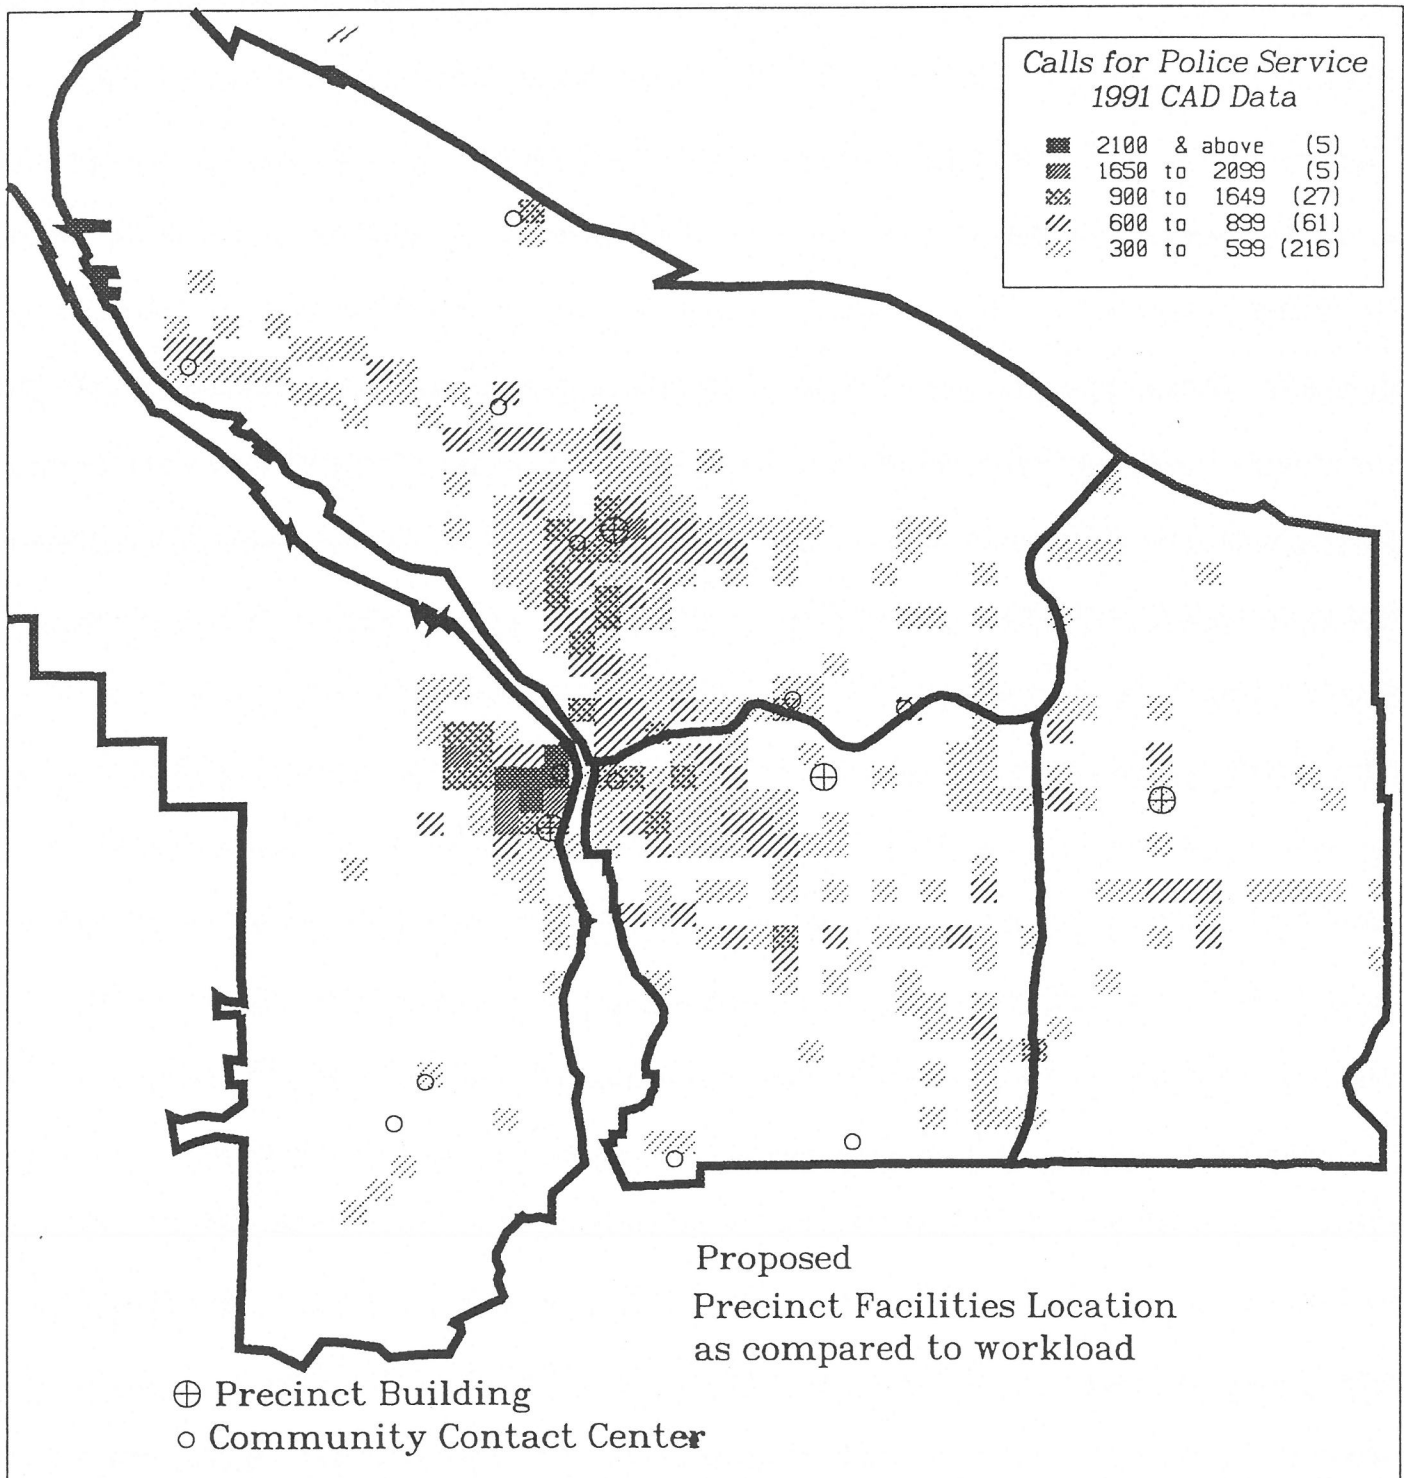 Calls for Police Service
1991 CAD Data
2100 & above (5)
1650 to 2099 (5)
900 to 1649 (27)
600 to 899 (61)
300 to 599 (216)
Proposed
Precinct Facilities Location
as compared to workload
Precinct Building
Community Contact Center